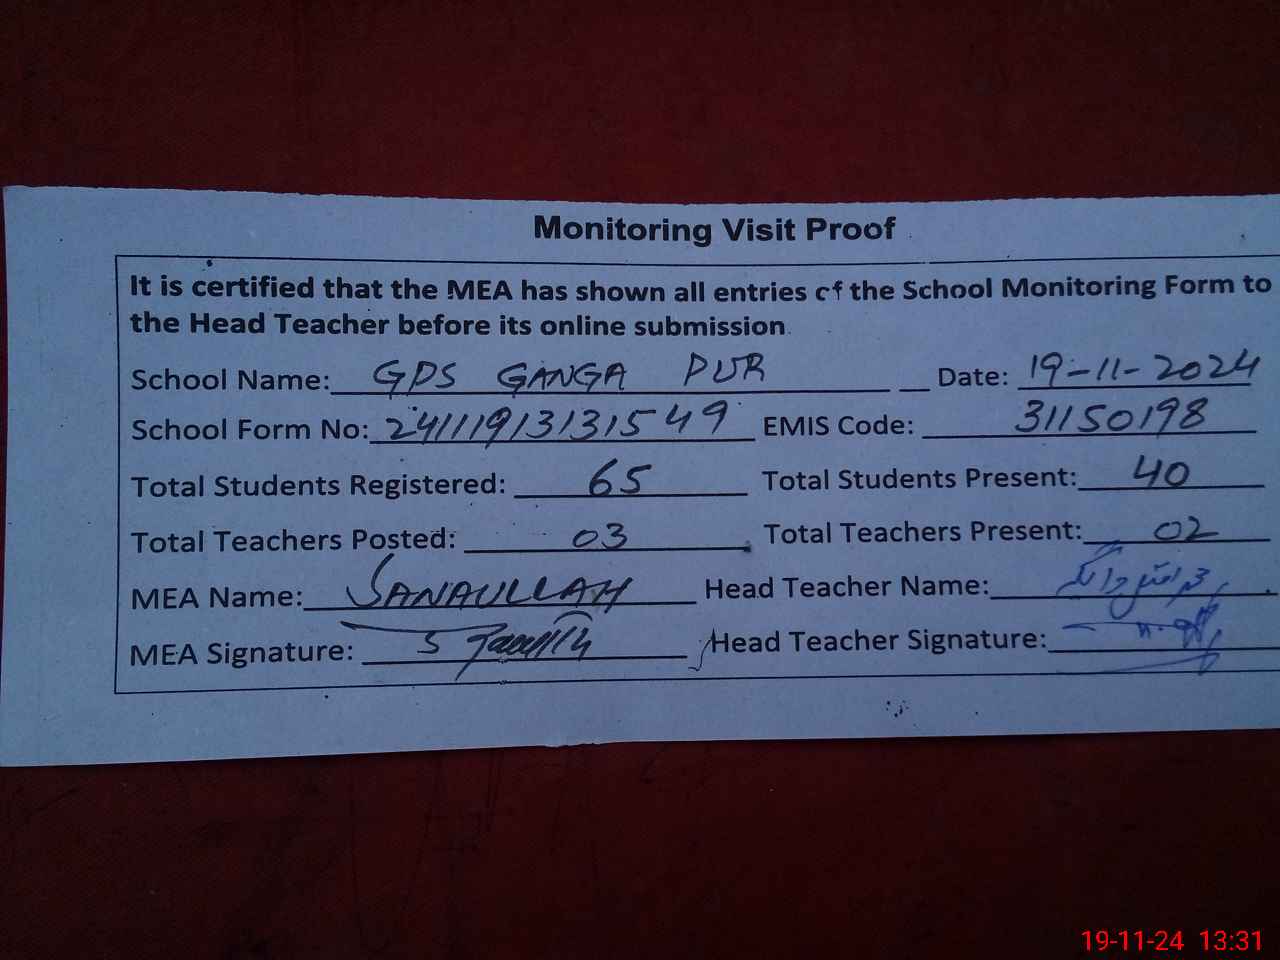 Monitoring Visit Proof
It is certified that the MEA has shown all entries of the School Monitoring Form to
the Head Teacher before its online submission.
School Name: GPS GANGA PUR Date: 19-11-2024
School Form No: 24111913131549 EMIS Code: 31150198
Total Students Registered: 65 Total Students Present: 40
Total Teachers Posted: 03 Total Teachers Present: 02
MEA Name: SANAULLAH Head Teacher Name:
MEA Signature: Head Teacher Signature:
19-11-24 13:31